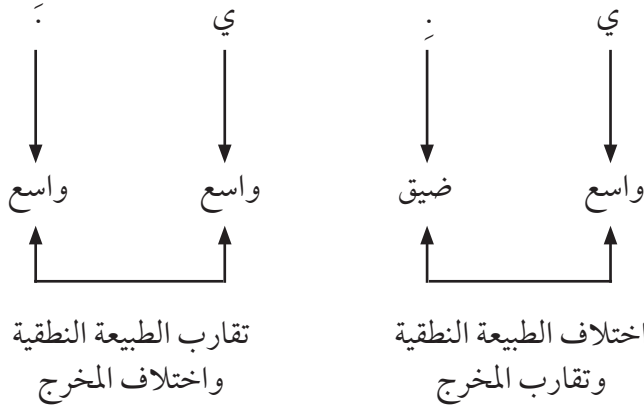 ي .ِ ي .َ
واسع ضيق واسع واسع
اختلاف الطبيعة النطقية تقارب الطبيعة النطقية
وتقارب المخرج واختلاف المخرج